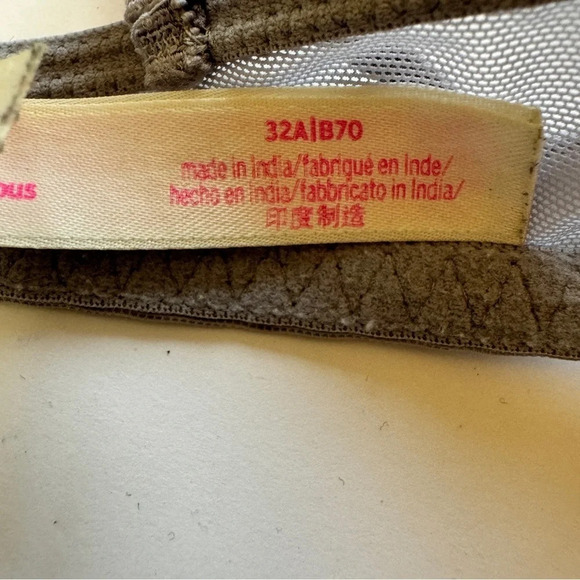 32A|B70
made in India/fabriqué en Inde/
hecho en india/fabbricato in India/
印度制造